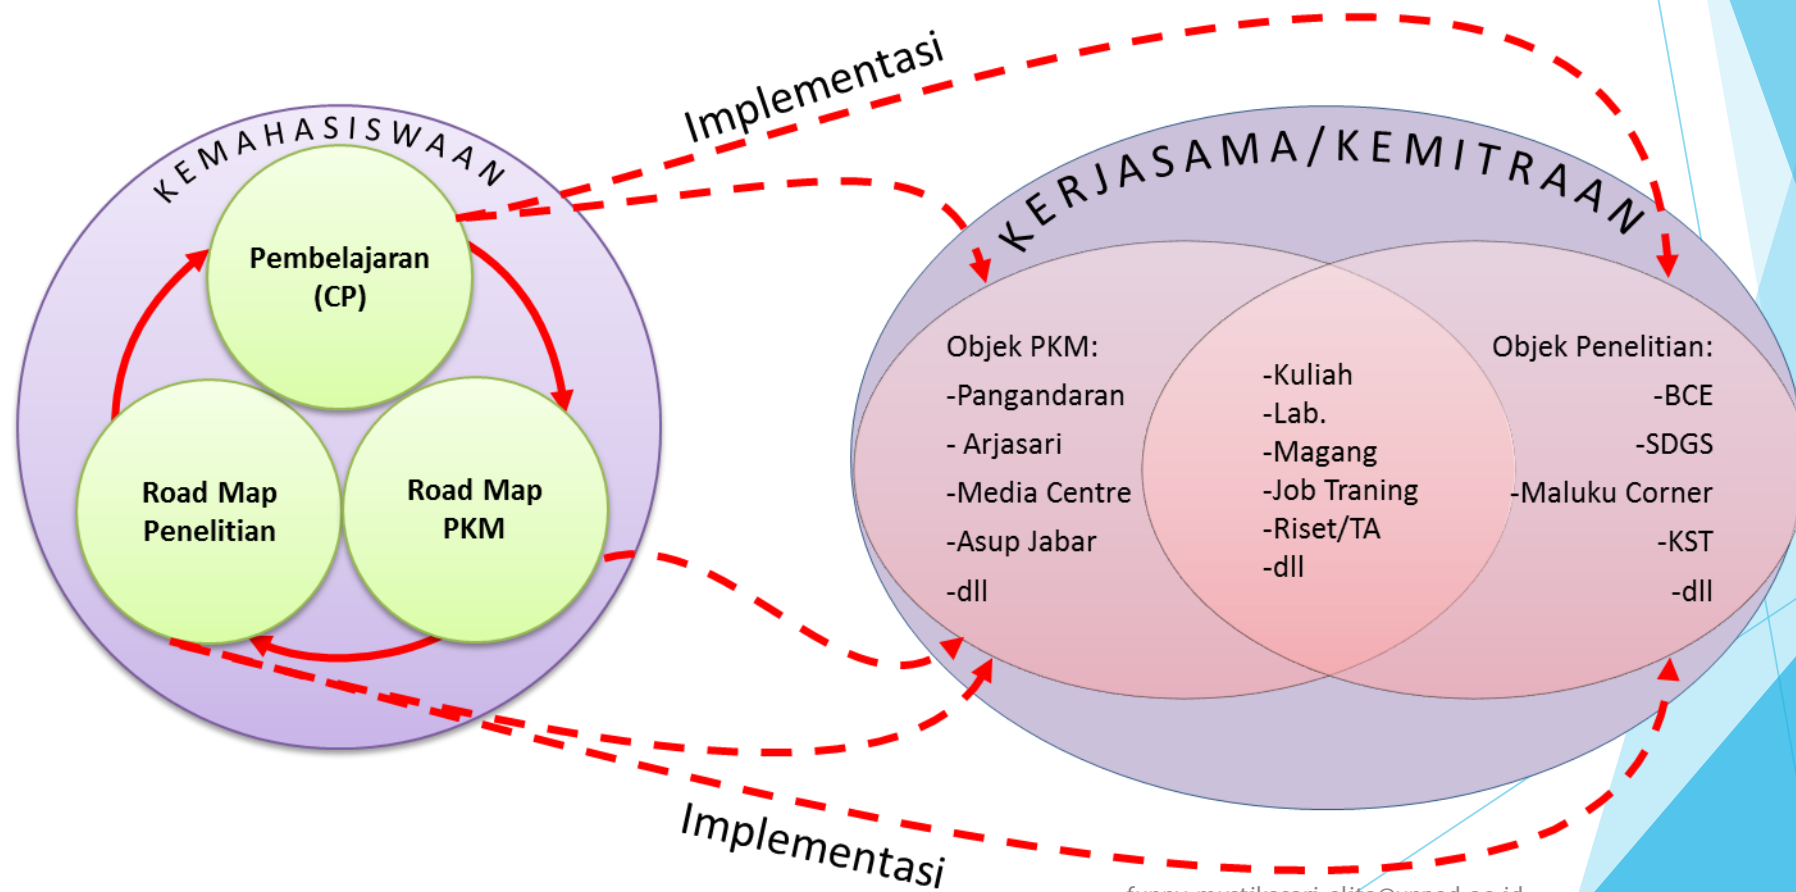 Implementasi
KEMAHASISWAAN
Pembelajaran
(CP)
Road Map
Penelitian
Road Map
PKM
KERJASAMA/KEMITRAAN
Objek PKM:
-Pangandaran
- Arjasari
-Media Centre
-Asup Jabar
-dll
-Kuliah
-Lab.
-Magang
-Job Traning
-Riset/TA
-dll
Objek Penelitian:
-BCE
-SDGS
-Maluku Corner
-KST
-dll
Implementasi